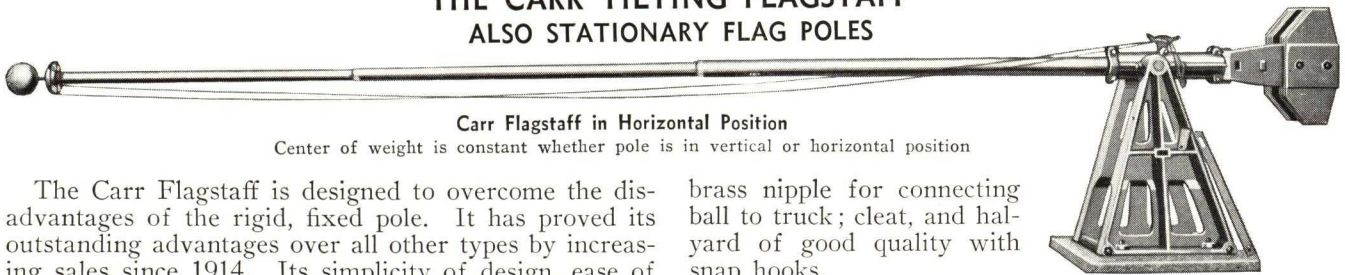 THE CARR TILTING FLAGSTAFF
ALSO STATIONARY FLAG POLES
Carr Flagstaff in Horizontal Position
Center of weight is constant whether pole is in vertical or horizontal position
The Carr Flagstaff is designed to overcome the dis-
advantages of the rigid, fixed pole. It has proved its
outstanding advantages over all other types by increas-
ing sales since 1914. Its simplicity of design, ease of
brass nipple for connecting
ball to truck; cleat, and hal-
yard of good quality with
snap hooks